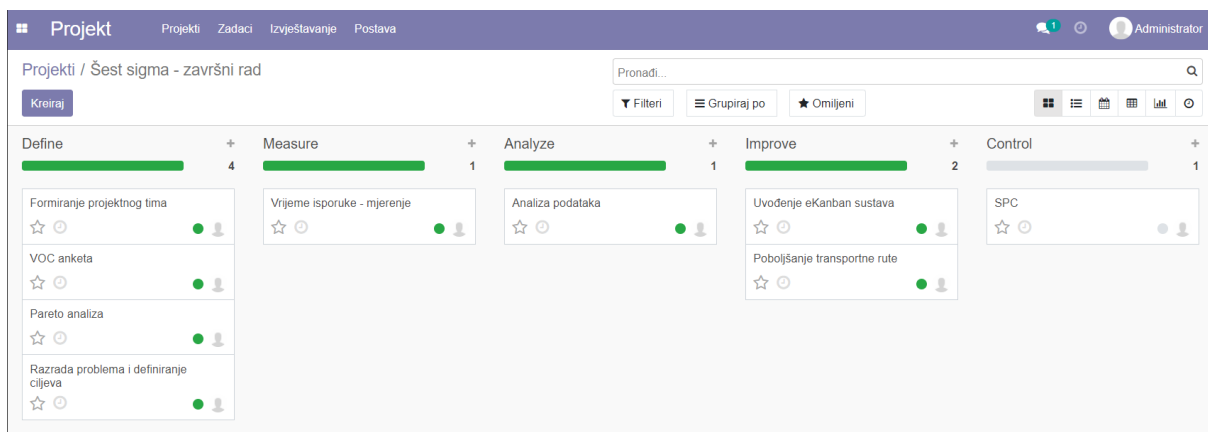 Projekt Projekti Zadaci Izvještavanje Postava 1 Administrator
Projekti / Šest sigma - završni rad
Pronađi...
Kreiraj
Filteri Grupiraj po Omiljeni
Define
4
Formiranje projektnog tima
VOC anketa
Pareto analiza
Razrada problema i definiranje
ciljeva
Measure
1
Vrijeme isporuke - mjerenje
Analyze
1
Analiza podataka
Improve
2
Uvođenje eKanban sustava
Poboljšanje transportne rute
Control
1
SPC